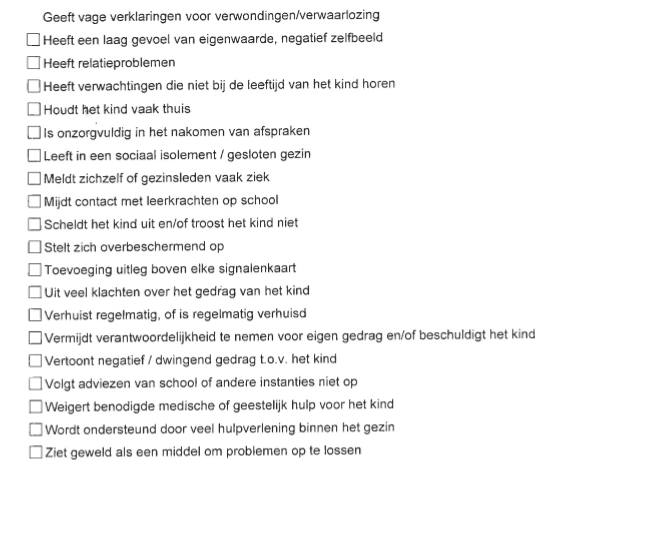 Geeft vage verklaringen voor verwondingen/verwaarlozing
Heeft een laag gevoel van eigenwaarde, negatief zelfbeeld
Heeft relatieproblemen
Heeft verwachtingen die niet bij de leeftijd van het kind horen
Houdt het kind vaak thuis
Is onzorgvuldig in het nakomen van afspraken
Leeft in een sociaal isolement / gesloten gezin
Meldt zichzelf of gezinsleden vaak ziek
Mijdt contact met leerkrachten op school
Scheldt het kind uit en/of troost het kind niet
Stelt zich overbeschermend op
Toevoeging uitleg boven elke signalenkaart
Uit veel klachten over het gedrag van het kind
Verhuist regelmatig, of is regelmatig verhuisd
Vermijdt verantwoordelijkheid te nemen voor eigen gedrag en/of beschuldigt het kind
Vertoont negatief / dwingend gedrag t.o.v. het kind
Volgt adviezen van school of andere instanties niet op
Weigert benodigde medische of geestelijk hulp voor het kind
Wordt ondersteund door veel hulpverlening binnen het gezin
Ziet geweld als een middel om problemen op te lossen